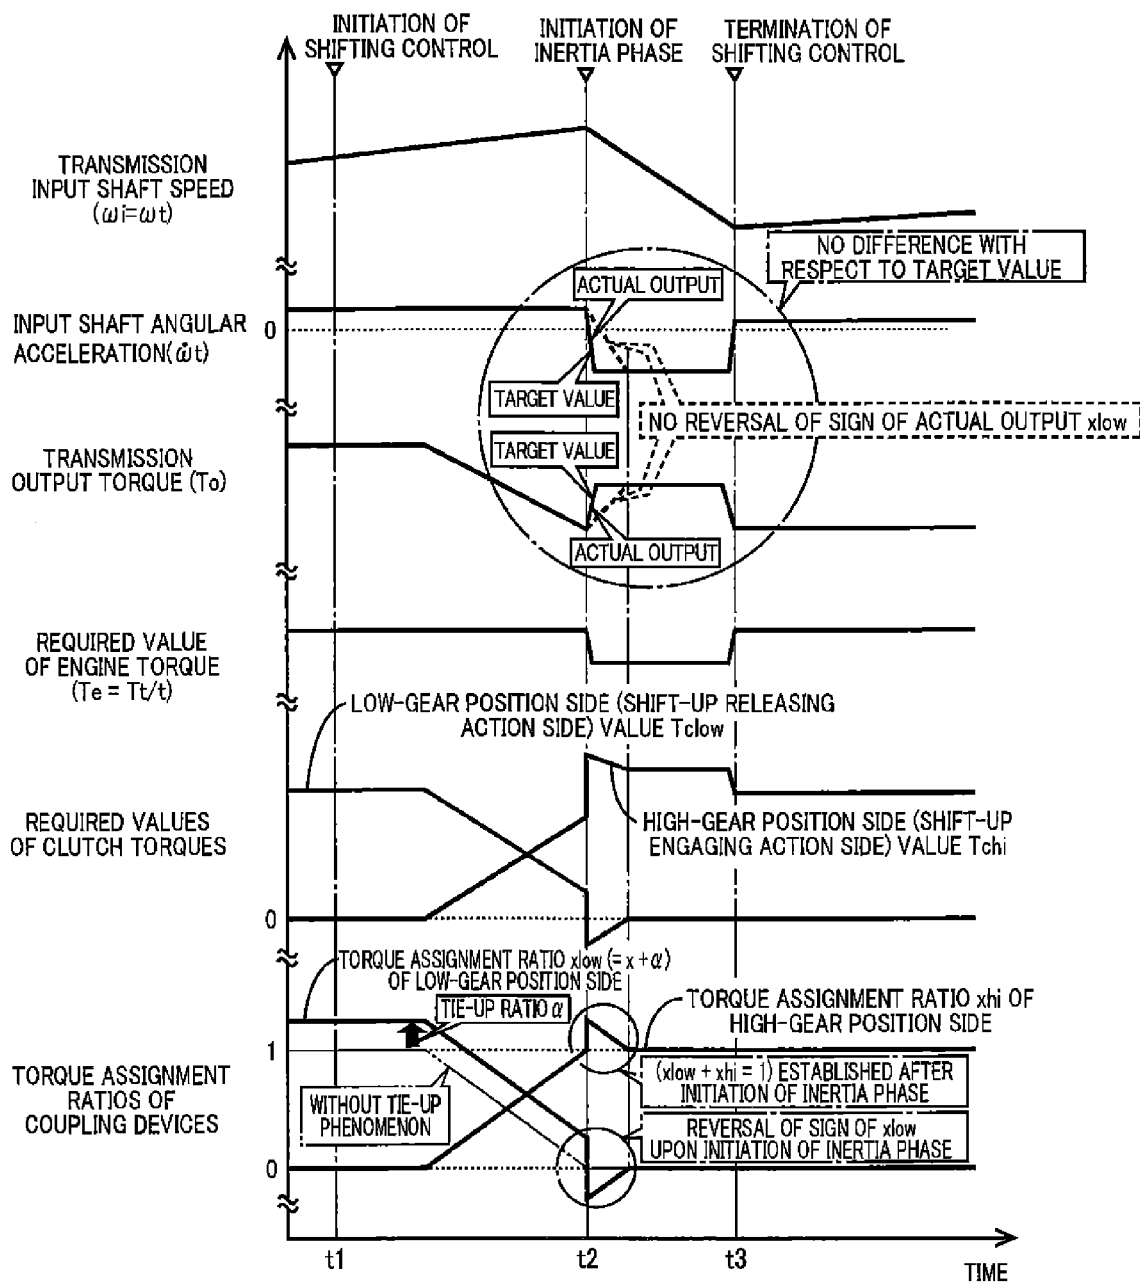 INITIATION OF
SHIFTING CONTROL
INITIATION OF
INERTIA PHASE
TERMINATION OF
SHIFTING CONTROL
TRANSMISSION
INPUT SHAFT SPEED
(ωi=ωt)
NO DIFFERENCE WITH
RESPECT TO TARGET VALUE
ACTUAL OUTPUT
INPUT SHAFT ANGULAR
ACCELERATION(ω̇t)
0
TARGET VALUE
NO REVERSAL OF SIGN OF ACTUAL OUTPUT xlow
TARGET VALUE
TRANSMISSION
OUTPUT TORQUE (To)
ACTUAL OUTPUT
REQUIRED VALUE
OF ENGINE TORQUE
(Te = Tt/t)
LOW-GEAR POSITION SIDE (SHIFT-UP RELEASING
ACTION SIDE) VALUE Tclow
REQUIRED VALUES
OF CLUTCH TORQUES
HIGH-GEAR POSITION SIDE (SHIFT-UP
ENGAGING ACTION SIDE) VALUE Tchi
0
TORQUE ASSIGNMENT RATIO xlow (= x + α)
OF LOW-GEAR POSITION SIDE
TIE-UP RATIO α
TORQUE ASSIGNMENT RATIO xhi OF
HIGH-GEAR POSITION SIDE
1
TORQUE ASSIGNMENT
RATIOS OF
COUPLING DEVICES
WITHOUT TIE-UP
PHENOMENON
(xlow + xhi = 1) ESTABLISHED AFTER
INITIATION OF INERTIA PHASE
REVERSAL OF SIGN OF xlow
UPON INITIATION OF INERTIA PHASE
0
t1
t2
t3
TIME